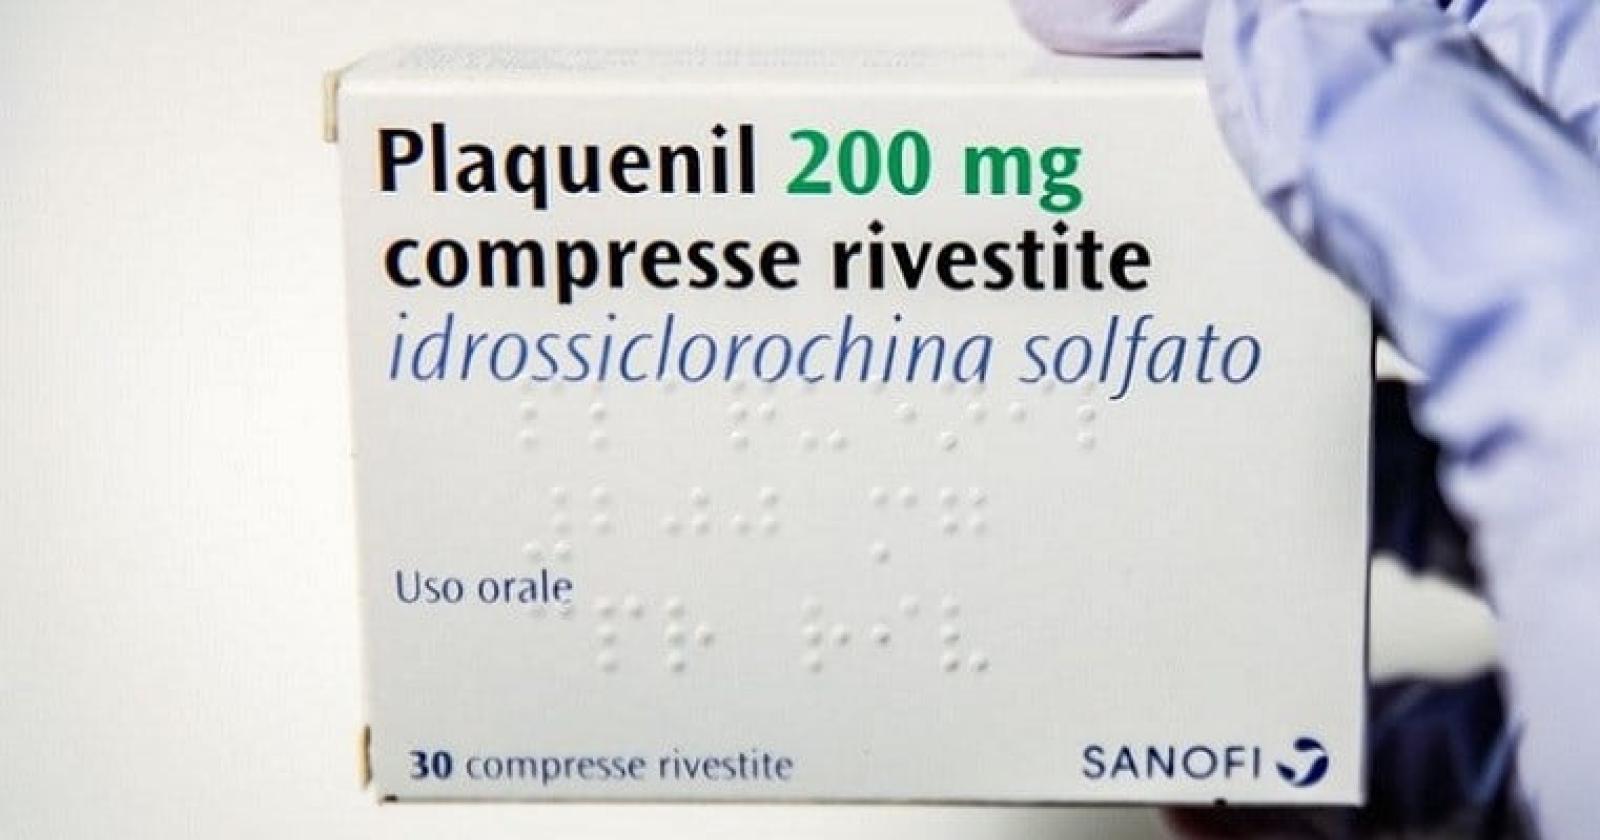 Plaquenil 200 mg
compresse rivestite
idrossiclorochina solfato
Uso orale
30 compresse rivestite
SANOFI